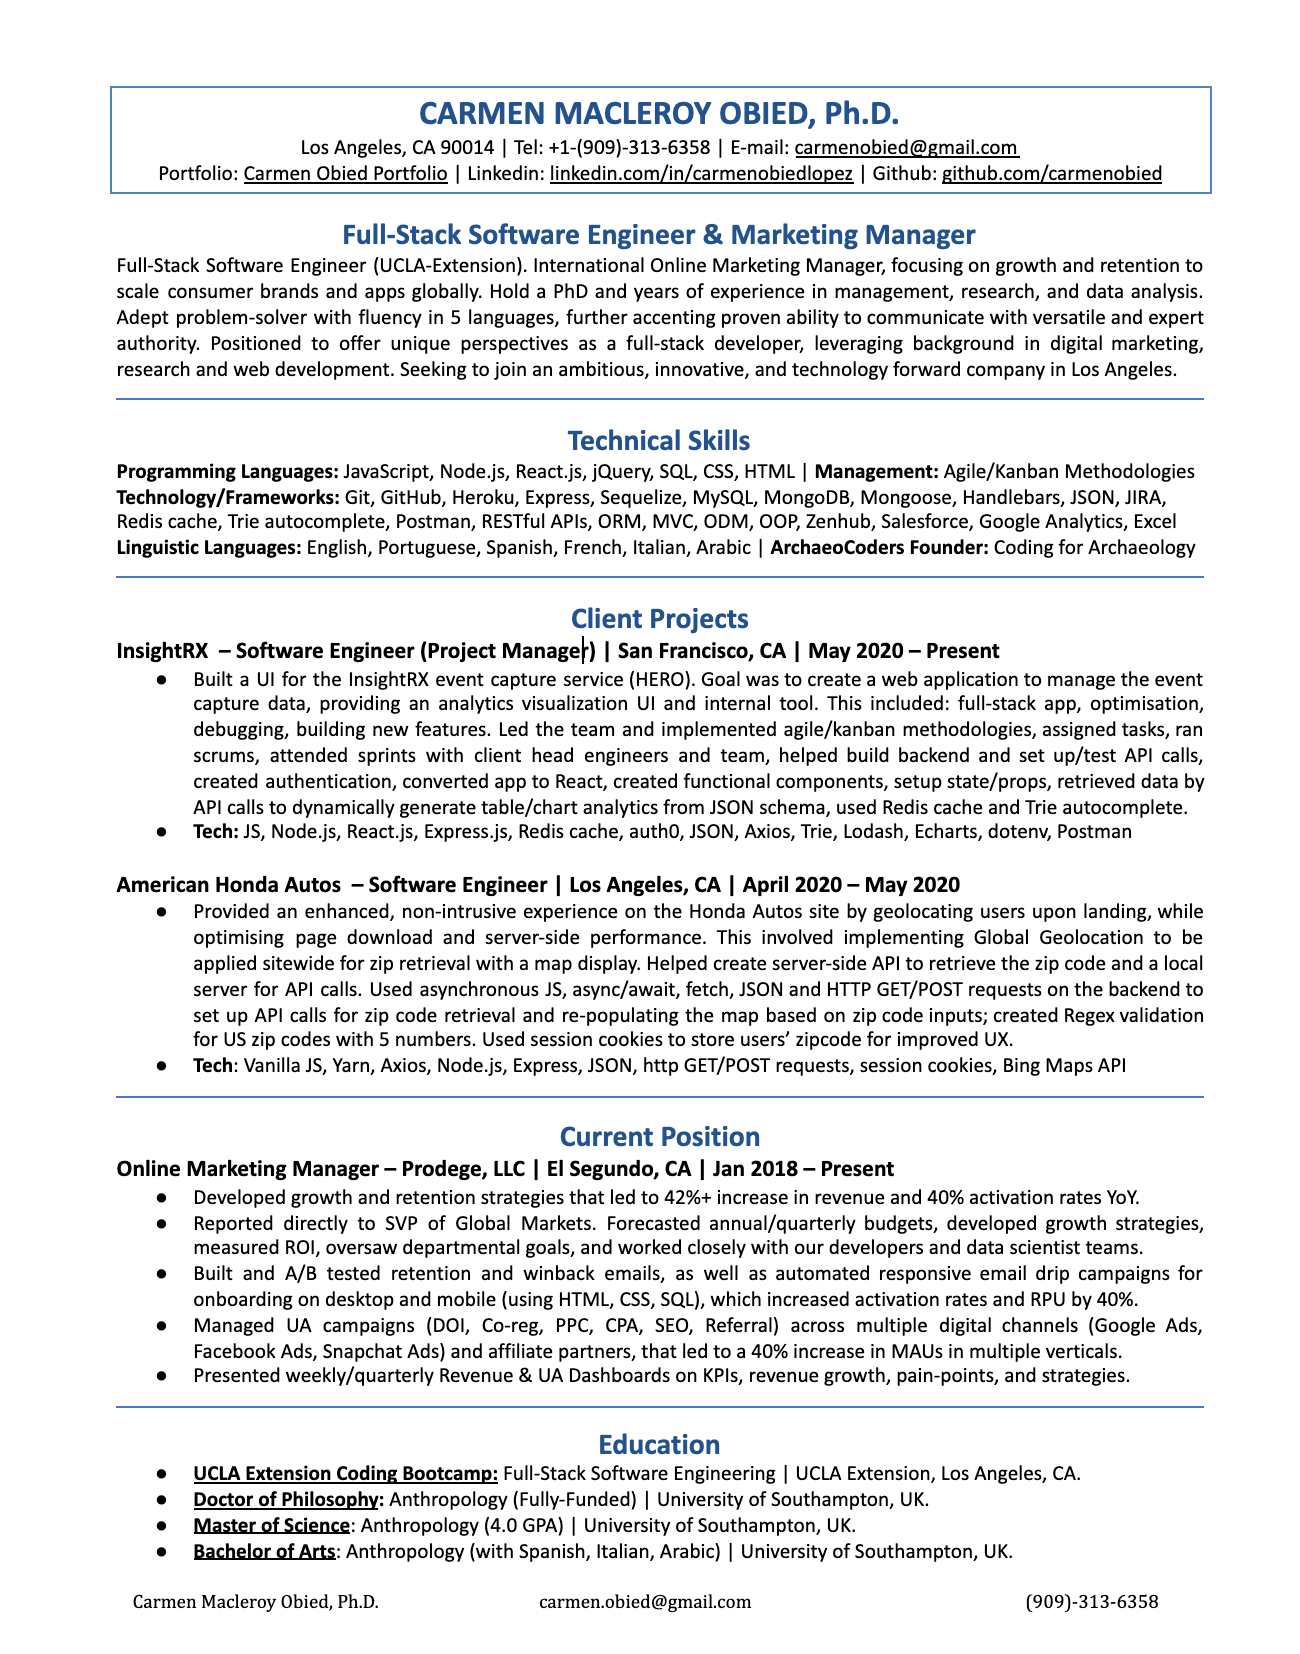 CARMEN MACLEROY OBIED, Ph.D.
Los Angeles, CA 90014 | Tel: +1-(909)-313-6358 | E-mail: carmenobied@gmail.com
Portfolio: Carmen Obied Portfolio | Linkedin: linkedin.com/in/carmenobiedlopez | Github: github.com/carmenobied
Full-Stack Software Engineer & Marketing Manager
Full-Stack Software Engineer (UCLA-Extension). International Online Marketing Manager, focusing on growth and retention to
scale consumer brands and apps globally. Hold a PhD and years of experience in management, research, and data analysis.
Adept problem-solver with fluency in 5 languages, further accenting proven ability to communicate with versatile and expert
authority. Positioned to offer unique perspectives as a full-stack developer, leveraging background in digital marketing,
research and web development. Seeking to join an ambitious, innovative, and technology forward company in Los Angeles.
Technical Skills
Programming Languages: JavaScript, Node.js, React.js, jQuery, SQL, CSS, HTML | Management: Agile/Kanban Methodologies
Technology/Frameworks: Git, GitHub, Heroku, Express, Sequelize, MySQL, MongoDB, Mongoose, Handlebars, JSON, JIRA,
Redis cache, Trie autocomplete, Postman, RESTful APIs, ORM, MVC, ODM, OOP, Zenhub, Salesforce, Google Analytics, Excel
Linguistic Languages: English, Portuguese, Spanish, French, Italian, Arabic | ArchaeoCoders Founder: Coding for Archaeology
Client Projects
InsightRX – Software Engineer (Project Manager) | San Francisco, CA | May 2020 – Present
● Built a UI for the InsightRX event capture service (HERO). Goal was to create a web application to manage the event
capture data, providing an analytics visualization UI and internal tool. This included: full-stack app, optimisation,
debugging, building new features. Led the team and implemented agile/kanban methodologies, assigned tasks, ran
scrums, attended sprints with client head engineers and team, helped build backend and set up/test API calls,
created authentication, converted app to React, created functional components, setup state/props, retrieved data by
API calls to dynamically generate table/chart analytics from JSON schema, used Redis cache and Trie autocomplete.
● Tech: JS, Node.js, React.js, Express.js, Redis cache, auth0, JSON, Axios, Trie, Lodash, Echarts, dotenv, Postman
American Honda Autos – Software Engineer | Los Angeles, CA | April 2020 – May 2020
● Provided an enhanced, non-intrusive experience on the Honda Autos site by geolocating users upon landing, while
optimising page download and server-side performance. This involved implementing Global Geolocation to be
applied sitewide for zip retrieval with a map display. Helped create server-side API to retrieve the zip code and a local
server for API calls. Used asynchronous JS, async/await, fetch, JSON and HTTP GET/POST requests on the backend to
set up API calls for zip code retrieval and re-populating the map based on zip code inputs; created Regex validation
for US zip codes with 5 numbers. Used session cookies to store users’ zipcode for improved UX.
● Tech: Vanilla JS, Yarn, Axios, Node.js, Express, JSON, http GET/POST requests, session cookies, Bing Maps API
Current Position
Online Marketing Manager – Prodege, LLC | El Segundo, CA | Jan 2018 – Present
● Developed growth and retention strategies that led to 42%+ increase in revenue and 40% activation rates YoY.
● Reported directly to SVP of Global Markets. Forecasted annual/quarterly budgets, developed growth strategies,
measured ROI, oversaw departmental goals, and worked closely with our developers and data scientist teams.
● Built and A/B tested retention and winback emails, as well as automated responsive email drip campaigns for
onboarding on desktop and mobile (using HTML, CSS, SQL), which increased activation rates and RPU by 40%.
● Managed UA campaigns (DOI, Co-reg, PPC, CPA, SEO, Referral) across multiple digital channels (Google Ads,
Facebook Ads, Snapchat Ads) and affiliate partners, that led to a 40% increase in MAUs in multiple verticals.
● Presented weekly/quarterly Revenue & UA Dashboards on KPIs, revenue growth, pain-points, and strategies.
Education
● UCLA Extension Coding Bootcamp: Full-Stack Software Engineering | UCLA Extension, Los Angeles, CA.
● Doctor of Philosophy: Anthropology (Fully-Funded) | University of Southampton, UK.
● Master of Science: Anthropology (4.0 GPA) | University of Southampton, UK.
● Bachelor of Arts: Anthropology (with Spanish, Italian, Arabic) | University of Southampton, UK.
Carmen Macleroy Obied, Ph.D. carmen.obied@gmail.com (909)-313-6358